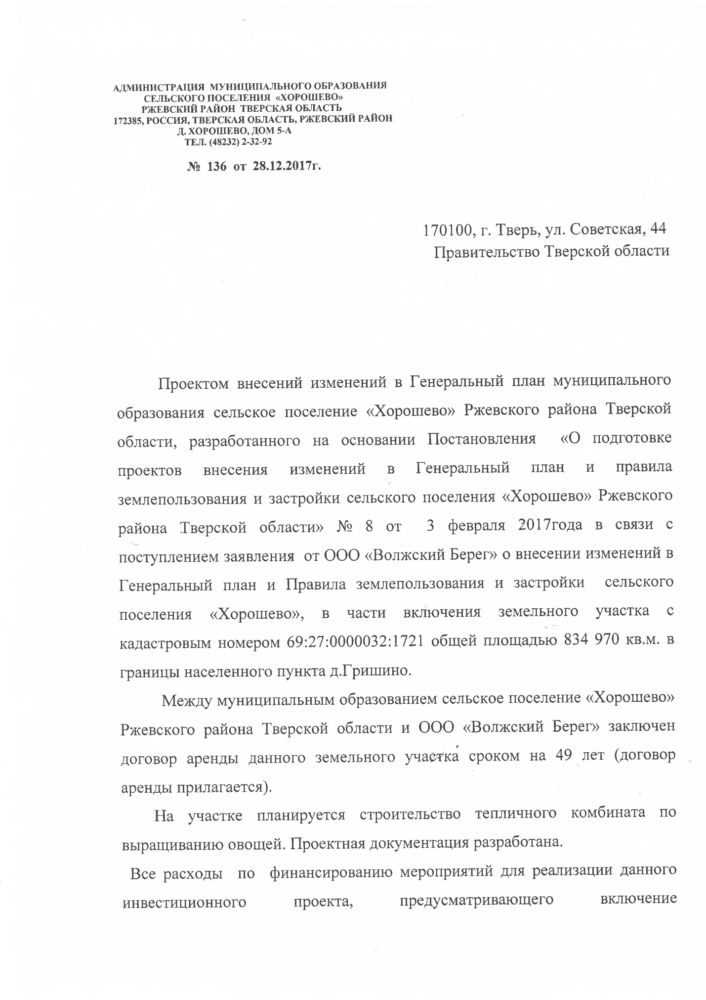 АДМИНИСТРАЦИЯ МУНИЦИПАЛЬНОГО ОБРАЗОВАНИЯ
СЕЛЬСКОГО ПОСЕЛЕНИЯ «ХОРОШЕВО»
РЖЕВСКИЙ РАЙОН ТВЕРСКАЯ ОБЛАСТЬ
172385, РОССИЯ, ТВЕРСКАЯ ОБЛАСТЬ, РЖЕВСКИЙ РАЙОН
Д. ХОРОШЕВО, ДОМ 5-А
ТЕЛ. (48232) 2-32-92
№ 136 от 28.12.2017г.
170100, г. Тверь, ул. Советская, 44
Правительство Тверской области
Проектом внесений изменений в Генеральный план муниципального
образования сельское поселение «Хорошево» Ржевского района Тверской
области, разработанного на основании Постановления «О подготовке
проектов внесения изменений в Генеральный план и правила
землепользования и застройки сельского поселения «Хорошево» Ржевского
района Тверской области» № 8 от 3 февраля 2017года в связи с
поступлением заявления от ООО «Волжский Берег» о внесении изменений в
Генеральный план и Правила землепользования и застройки сельского
поселения «Хорошево», в части включения земельного участка с
кадастровым номером 69:27:0000032:1721 общей площадью 834 970 кв.м. в
границы населенного пункта д.Гришино.
Между муниципальным образованием сельское поселение «Хорошево»
Ржевского района Тверской области и ООО «Волжский Берег» заключен
договор аренды данного земельного участка сроком на 49 лет (договор
аренды прилагается).
На участке планируется строительство тепличного комбината по
выращиванию овощей. Проектная документация разработана.
Все расходы по финансированию мероприятий для реализации данного
инвестиционного проекта, предусматривающего включение